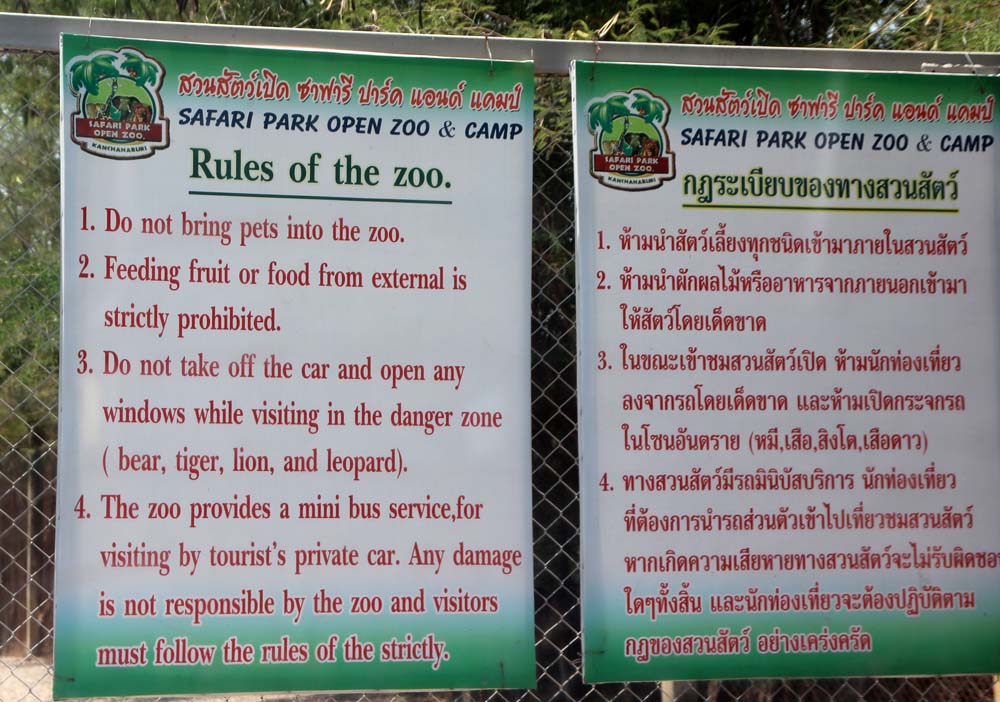 SAFARI PARK
OPEN ZOO.
KANCHANABURI
สวนสัตว์เปิด ซาฟารี ปาร์ค แอนด์ แคมป์
SAFARI PARK OPEN ZOO & CAMP
Rules of the zoo.
1. Do not bring pets into the zoo.
2. Feeding fruit or food from external is
strictly prohibited.
3. Do not take off the car and open any
windows while visiting in the danger zone
( bear, tiger, lion, and leopard).
4. The zoo provides a mini bus service,for
visiting by tourist's private car. Any damage
is not responsible by the zoo and visitors
must follow the rules of the strictly.
SAFARI PARK
OPEN ZOO.
KANCHANABURI
สวนสัตว์เปิด ซาฟารี ปาร์ค แอนด์ แคมป์
SAFARI PARK OPEN ZOO & CAMP
กฎระเบียบของทางสวนสัตว์
1. ห้ามนำสัตว์เลี้ยงทุกชนิดเข้ามาภายในสวนสัตว์
2. ห้ามนำผักผลไม้หรืออาหารจากภายนอกเข้ามา
ให้สัตว์โดยเด็ดขาด
3. ในขณะเข้าชมสวนสัตว์เปิด ห้ามนักท่องเที่ยว
ลงจากรถโดยเด็ดขาด และห้ามเปิดกระจกรถ
ในโซนอันตราย (หมี,เสือ,สิงโต,เสือดาว)
4. ทางสวนสัตว์มีรถมินิบัสบริการ นักท่องเที่ยว
ที่ต้องการนำรถส่วนตัวเข้าไปเที่ยวชมสวนสัตว์
หากเกิดความเสียหายทางสวนสัตว์จะไม่รับผิดชอ
ใดๆทั้งสิ้น และนักท่องเที่ยวจะต้องปฏิบัติตาม
กฎของสวนสัตว์ อย่างเคร่งครัด